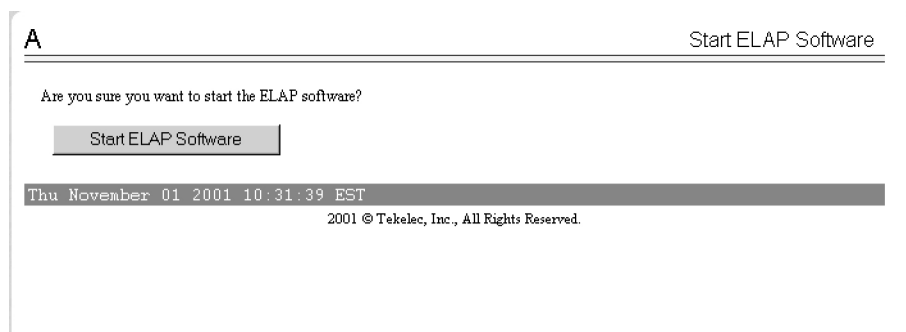 A
Start ELAP Software
Are you sure you want to start the ELAP software?
Start ELAP Software
Thu November 01 2001 10:31:39 EST
2001 © Tekelec, Inc., All Rights Reserved.